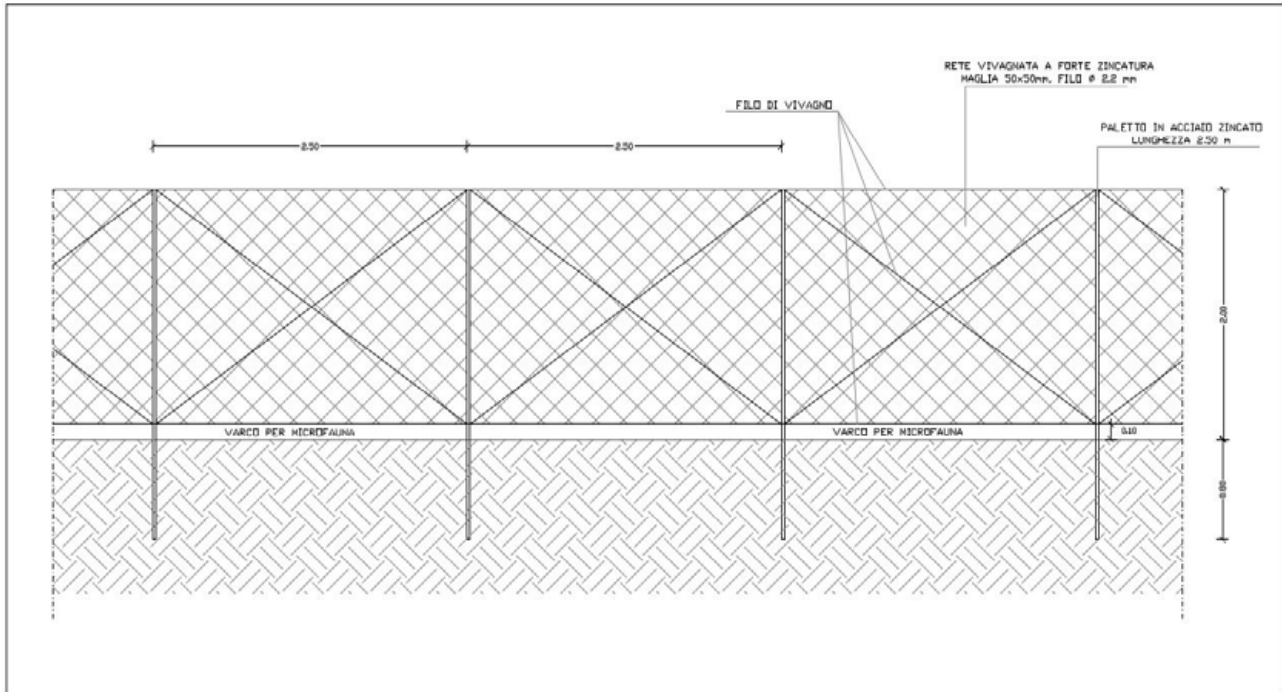 RETE VIVAGNATA A FORTE ZINCATURA
MAGLIA 50x50mm. FILO Ø 2.2 mm
FILO DI VIVAGNO
PALETTO IN ACCIAIO ZINCATO
LUNGHEZZA 2.50 m
2.50
2.50
2.00
VARCO PER MICROFAUNA
VARCO PER MICROFAUNA
0.10
0.80